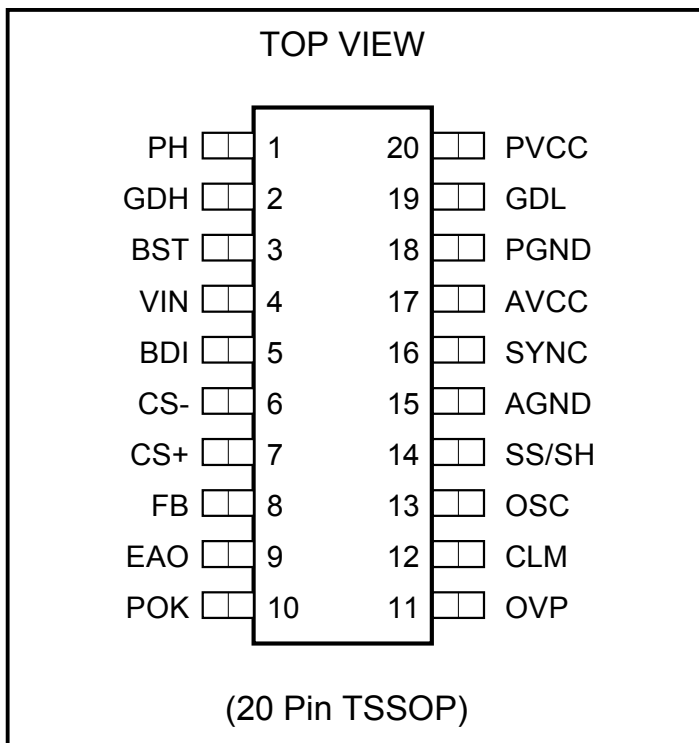 TOP VIEW
PH 1 20 PVCC
GDH 2 19 GDL
BST 3 18 PGND
VIN 4 17 AVCC
BDI 5 16 SYNC
CS- 6 15 AGND
CS+ 7 14 SS/SH
FB 8 13 OSC
EAO 9 12 CLM
POK 10 11 OVP
(20 Pin TSSOP)